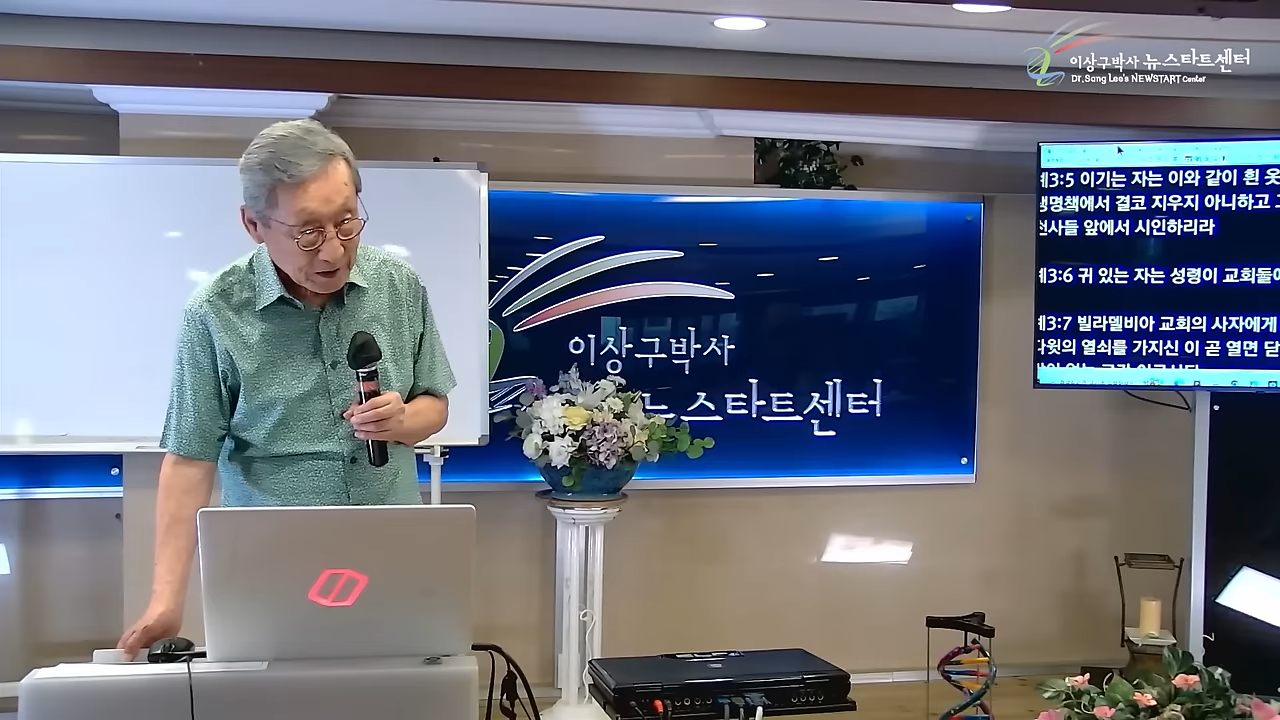 이상구박사 뉴스타트센터
Dr.Sang Lee's NEWSTART Center
3:5 이기는 자는 이와 같이 흰 옷
생명책에서 결코 지우지 아니하고
천사들 앞에서 시인하리라
3:6 귀 있는 자는 성령이 교회들에
3:7 빌라델비아 교회의 사자에게
다윗의 열쇠를 가지신 이 곧 열면 닫
이상구박사
뉴스타트센터